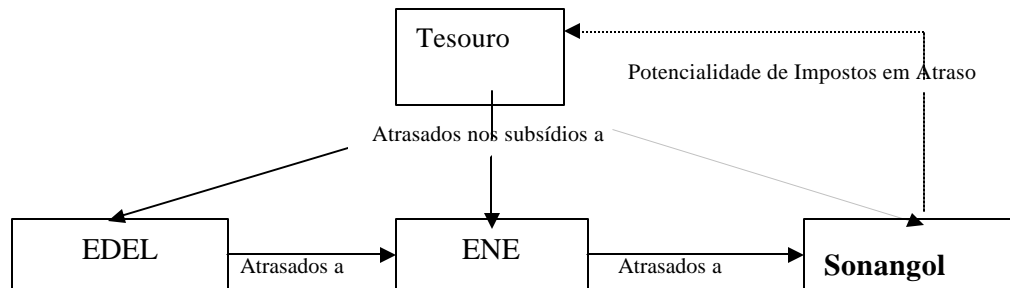 Tesouro
Potencialidade de Impostos em Atraso
Atrasados nos subsídios a
EDEL
Atrasados a
ENE
Atrasados a
Sonangol